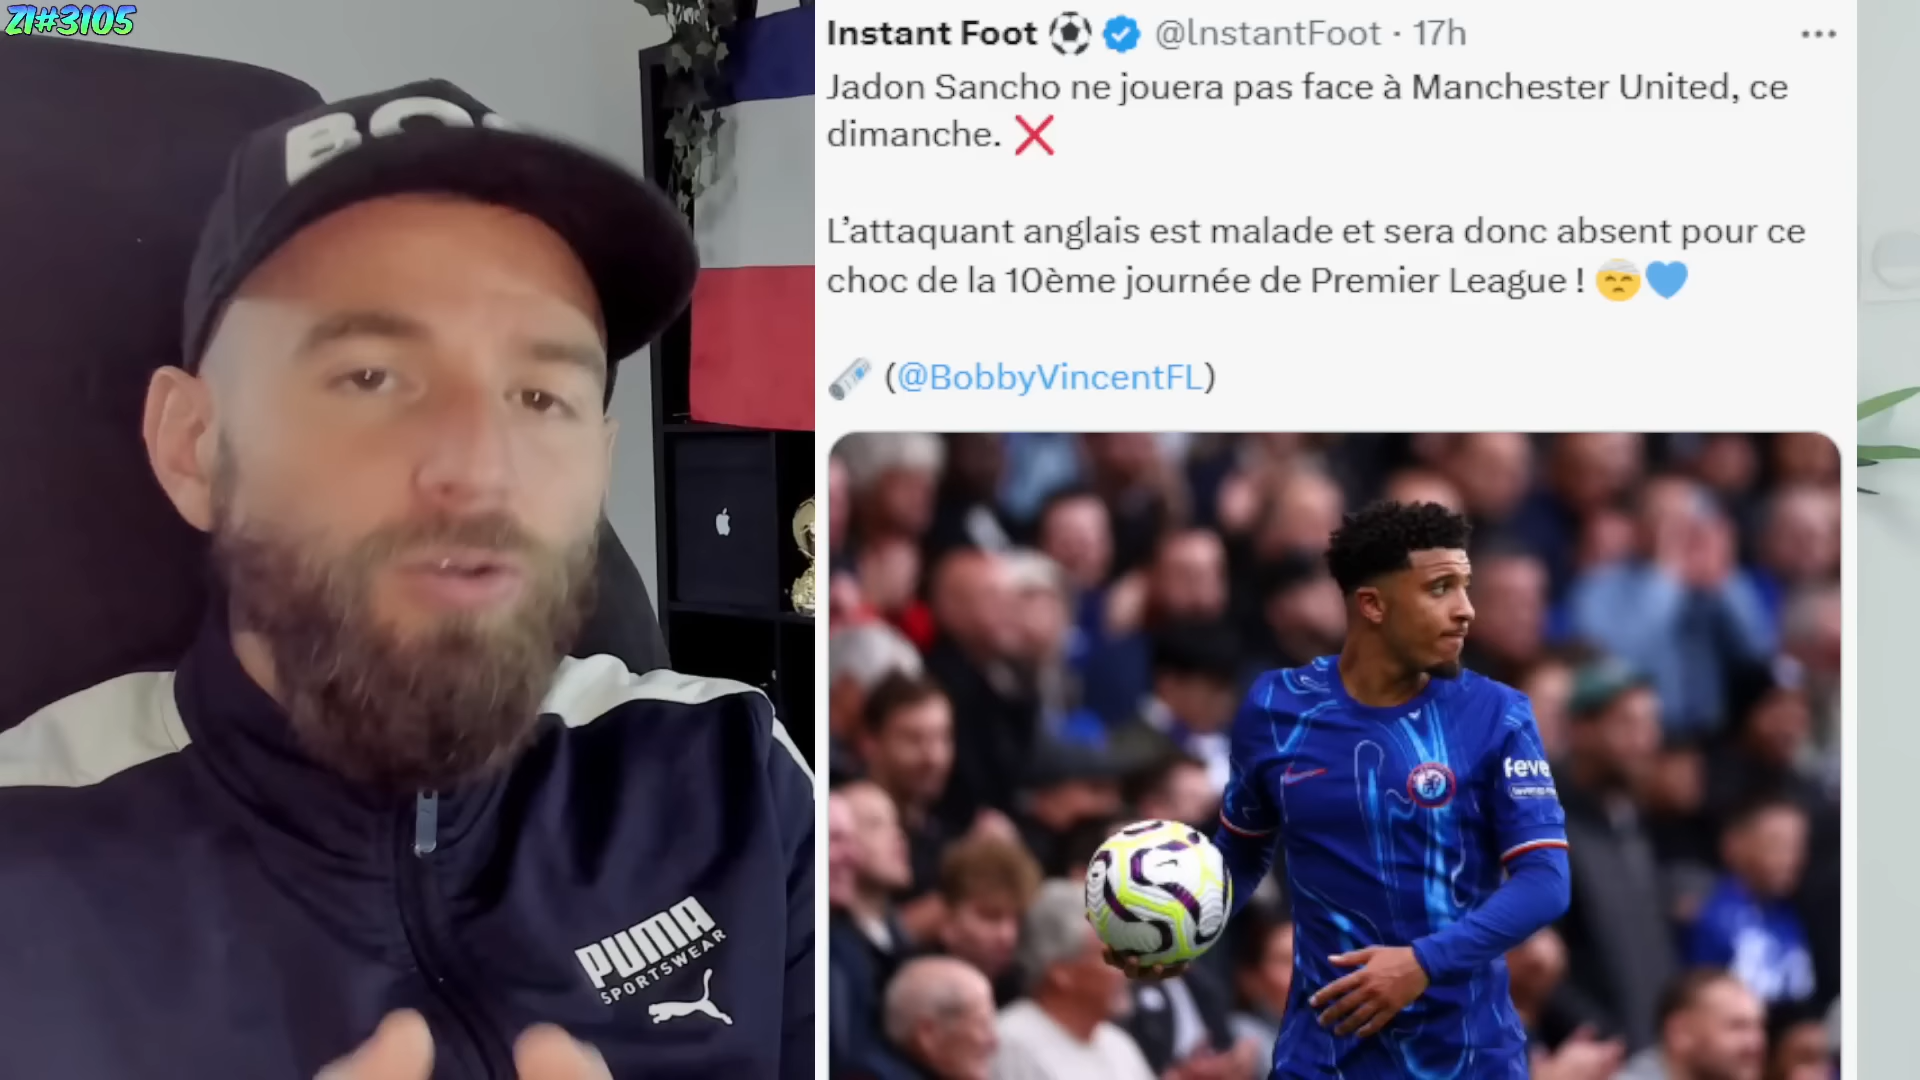 ZI#3105
BOSS
Instant Foot @lnstantFoot · 17h
Jadon Sancho ne jouera pas face à Manchester United, ce
dimanche.
L’attaquant anglais est malade et sera donc absent pour ce
choc de la 10ème journée de Premier League !
(@BobbyVincentFL)
feve
PUMA
SPORTSWEAR